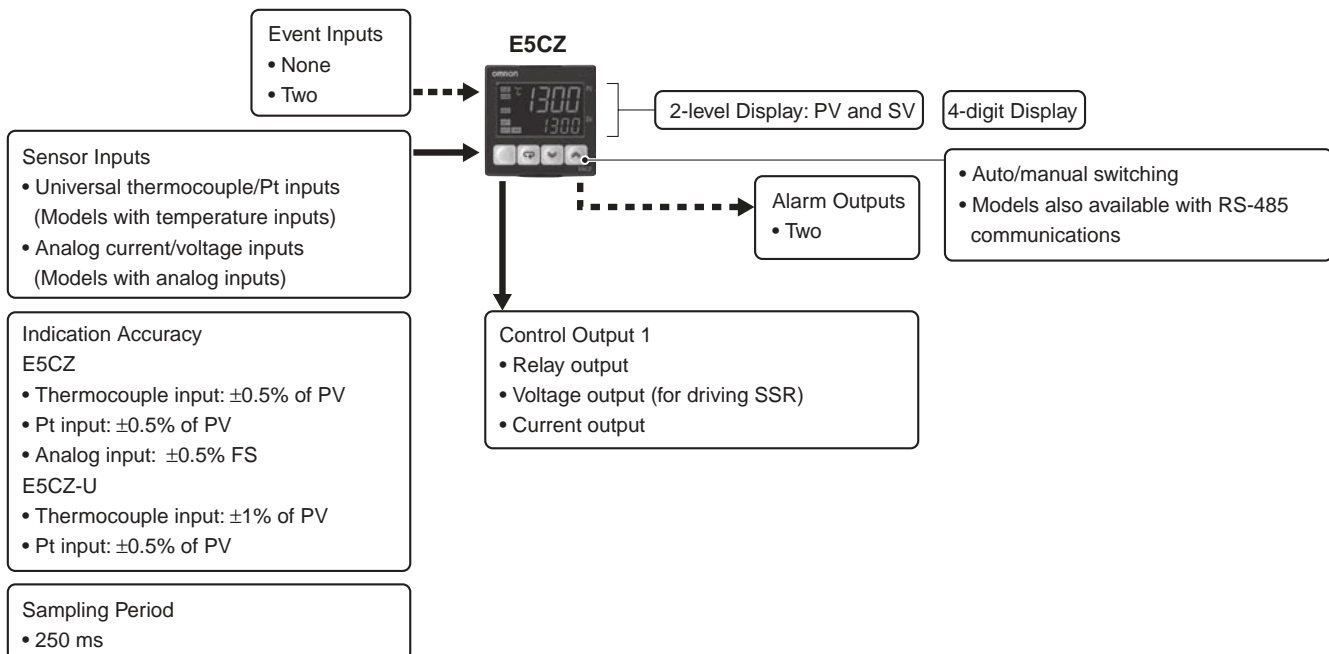 Event Inputs
• None
• Two
E5CZ
omron
°C
1300
PV
1300
SV
E5CZ
2-level Display: PV and SV
4-digit Display
Sensor Inputs
• Universal thermocouple/Pt inputs
(Models with temperature inputs)
• Analog current/voltage inputs
(Models with analog inputs)
Alarm Outputs
• Two
• Auto/manual switching
• Models also available with RS-485
communications
Indication Accuracy
E5CZ
• Thermocouple input: ±0.5% of PV
• Pt input: ±0.5% of PV
• Analog input: ±0.5% FS
E5CZ-U
• Thermocouple input: ±1% of PV
• Pt input: ±0.5% of PV
Control Output 1
• Relay output
• Voltage output (for driving SSR)
• Current output
Sampling Period
• 250 ms